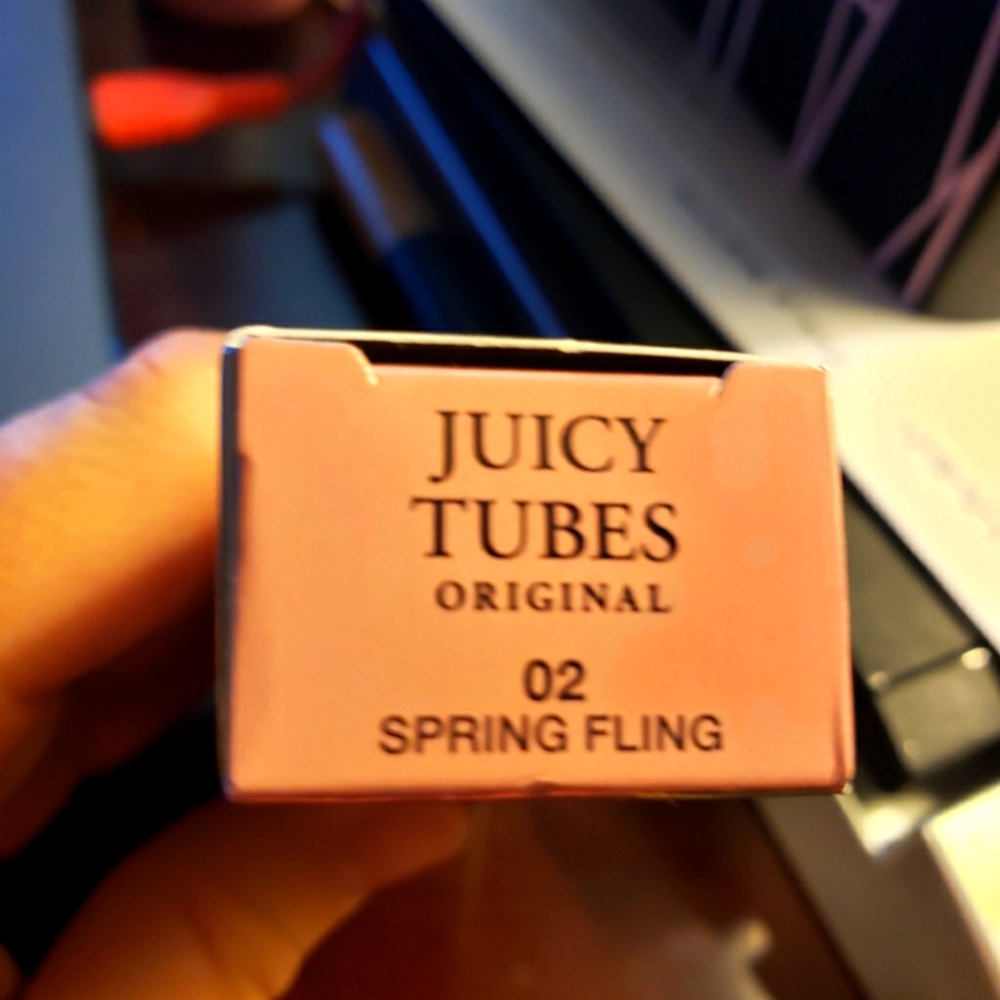 JUICY
TUBES
ORIGINAL
02
SPRING FLING